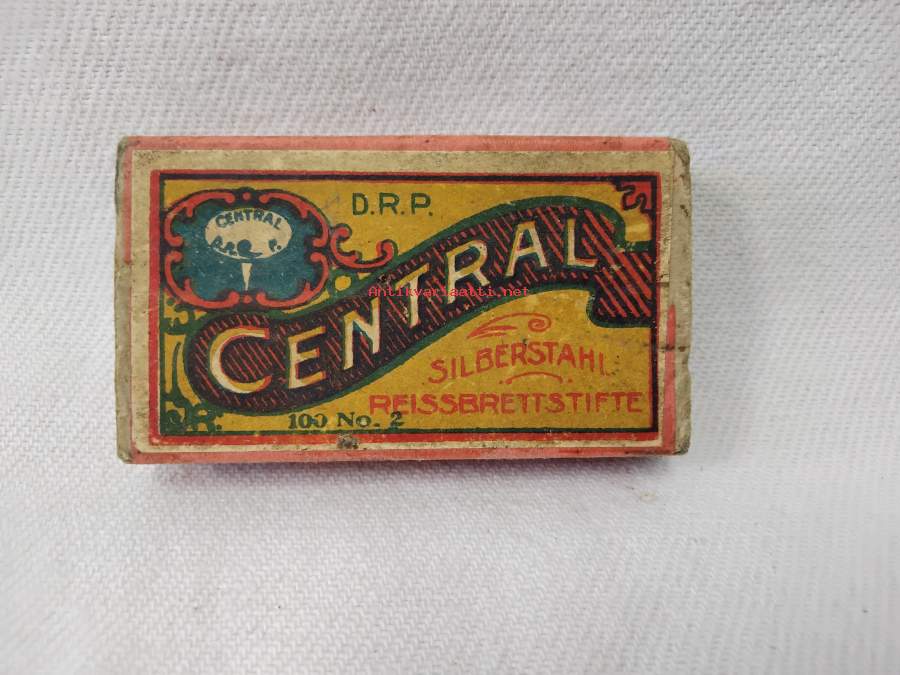 D.R.P.
CENTRAL
CENTRAL
SILBERSTAHL
REISSBRETTSTIFTE
100 No. 2
Antikvariaatti.net